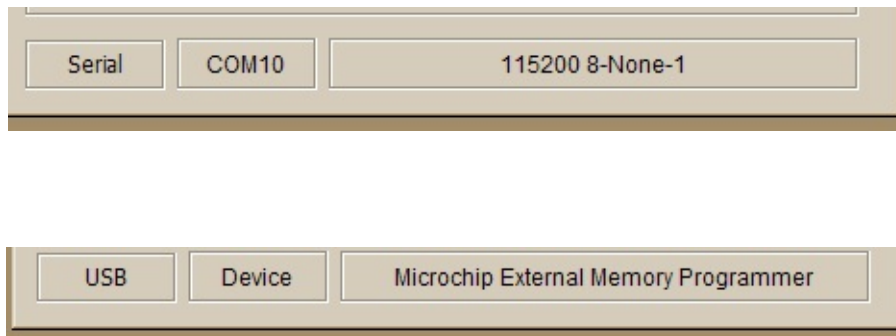 Serial COM10 115200 8-None-1
USB Device Microchip External Memory Programmer